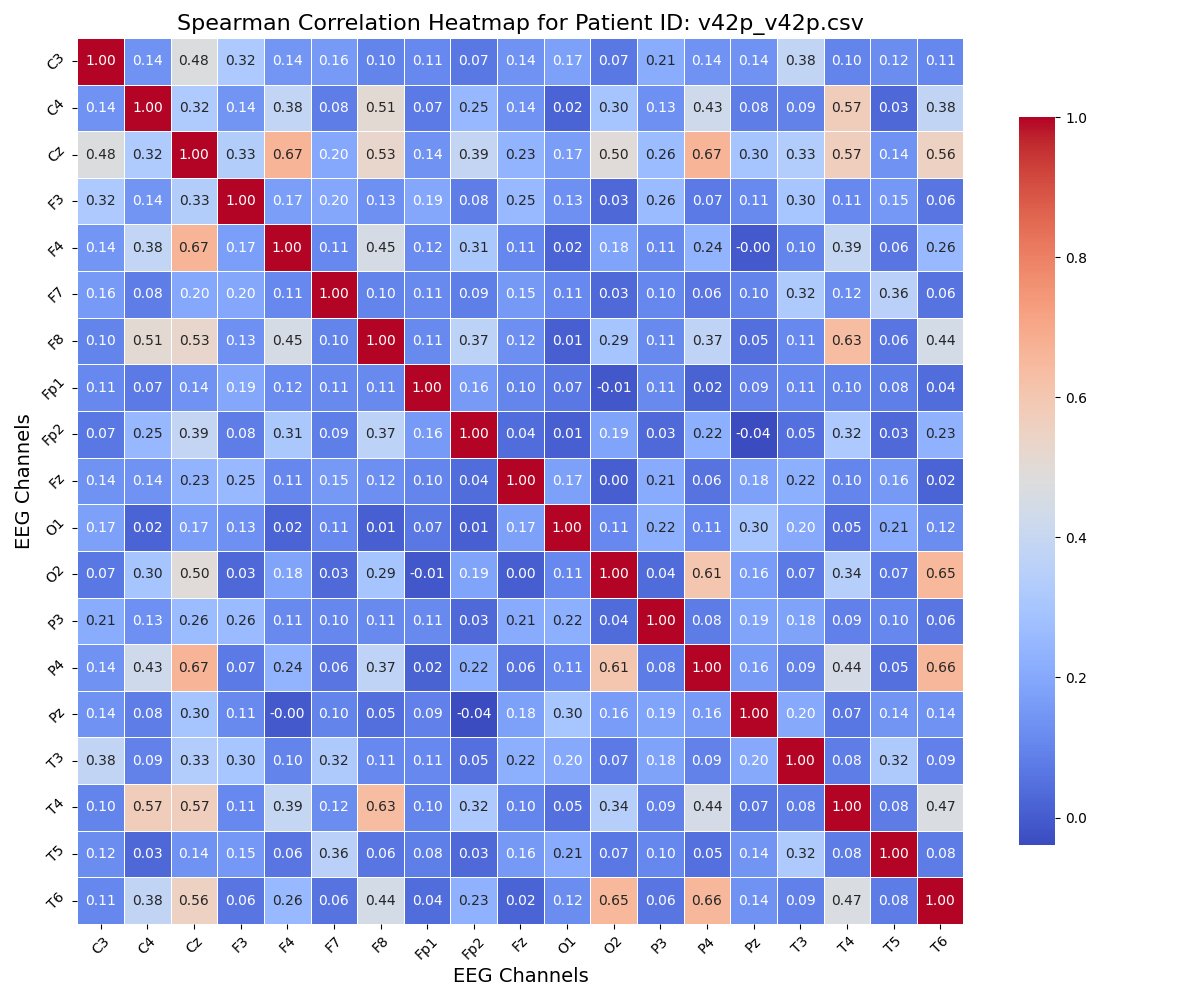 Spearman Correlation Heatmap for Patient ID: v42p_v42p.csv
C3 1.00 0.14 0.48 0.32 0.14 0.16 0.10 0.11 0.07 0.14 0.17 0.07 0.21 0.14 0.14 0.38 0.10 0.12 0.11
C4 0.14 1.00 0.32 0.14 0.38 0.08 0.51 0.07 0.25 0.14 0.02 0.30 0.13 0.43 0.08 0.09 0.57 0.03 0.38
Cz 0.48 0.32 1.00 0.33 0.67 0.20 0.53 0.14 0.39 0.23 0.17 0.50 0.26 0.67 0.30 0.33 0.57 0.14 0.56
F3 0.32 0.14 0.33 1.00 0.17 0.20 0.13 0.19 0.08 0.25 0.13 0.03 0.26 0.07 0.11 0.30 0.11 0.15 0.06
F4 0.14 0.38 0.67 0.17 1.00 0.11 0.45 0.12 0.31 0.11 0.02 0.18 0.11 0.24 -0.00 0.10 0.39 0.06 0.26
F7 0.16 0.08 0.20 0.20 0.11 1.00 0.10 0.11 0.09 0.15 0.11 0.03 0.10 0.06 0.10 0.32 0.12 0.36 0.06
F8 0.10 0.51 0.53 0.13 0.45 0.10 1.00 0.11 0.37 0.12 0.01 0.29 0.11 0.37 0.05 0.11 0.63 0.06 0.44
Fp1 0.11 0.07 0.14 0.19 0.12 0.11 0.11 1.00 0.16 0.10 0.07 -0.01 0.11 0.02 0.09 0.11 0.10 0.08 0.04
Fp2 0.07 0.25 0.39 0.08 0.31 0.09 0.37 0.16 1.00 0.04 0.01 0.19 0.03 0.22 -0.04 0.05 0.32 0.03 0.23
Fz 0.14 0.14 0.23 0.25 0.11 0.15 0.12 0.10 0.04 1.00 0.17 0.00 0.21 0.06 0.18 0.22 0.10 0.16 0.02
O1 0.17 0.02 0.17 0.13 0.02 0.11 0.01 0.07 0.01 0.17 1.00 0.11 0.22 0.11 0.30 0.20 0.05 0.21 0.12
O2 0.07 0.30 0.50 0.03 0.18 0.03 0.29 -0.01 0.19 0.00 0.11 1.00 0.04 0.61 0.16 0.07 0.34 0.07 0.65
P3 0.21 0.13 0.26 0.26 0.11 0.10 0.11 0.11 0.03 0.21 0.22 0.04 1.00 0.08 0.19 0.18 0.09 0.10 0.06
P4 0.14 0.43 0.67 0.07 0.24 0.06 0.37 0.02 0.22 0.06 0.11 0.61 0.08 1.00 0.16 0.09 0.44 0.05 0.66
Pz 0.14 0.08 0.30 0.11 -0.00 0.10 0.05 0.09 -0.04 0.18 0.30 0.16 0.19 0.16 1.00 0.20 0.07 0.14 0.14
T3 0.38 0.09 0.33 0.30 0.10 0.32 0.11 0.11 0.05 0.22 0.20 0.07 0.18 0.09 0.20 1.00 0.08 0.32 0.09
T4 0.10 0.57 0.57 0.11 0.39 0.12 0.63 0.10 0.32 0.10 0.05 0.34 0.09 0.44 0.07 0.08 1.00 0.08 0.47
T5 0.12 0.03 0.14 0.15 0.06 0.36 0.06 0.08 0.03 0.16 0.21 0.07 0.10 0.05 0.14 0.32 0.08 1.00 0.08
T6 0.11 0.38 0.56 0.06 0.26 0.06 0.44 0.04 0.23 0.02 0.12 0.65 0.06 0.66 0.14 0.09 0.47 0.08 1.00
C3 C4 Cz F3 F4 F7 F8 Fp1 Fp2 Fz O1 O2 P3 P4 Pz T3 T4 T5 T6
EEG Channels
EEG Channels
1.0
0.8
0.6
0.4
0.2
0.0